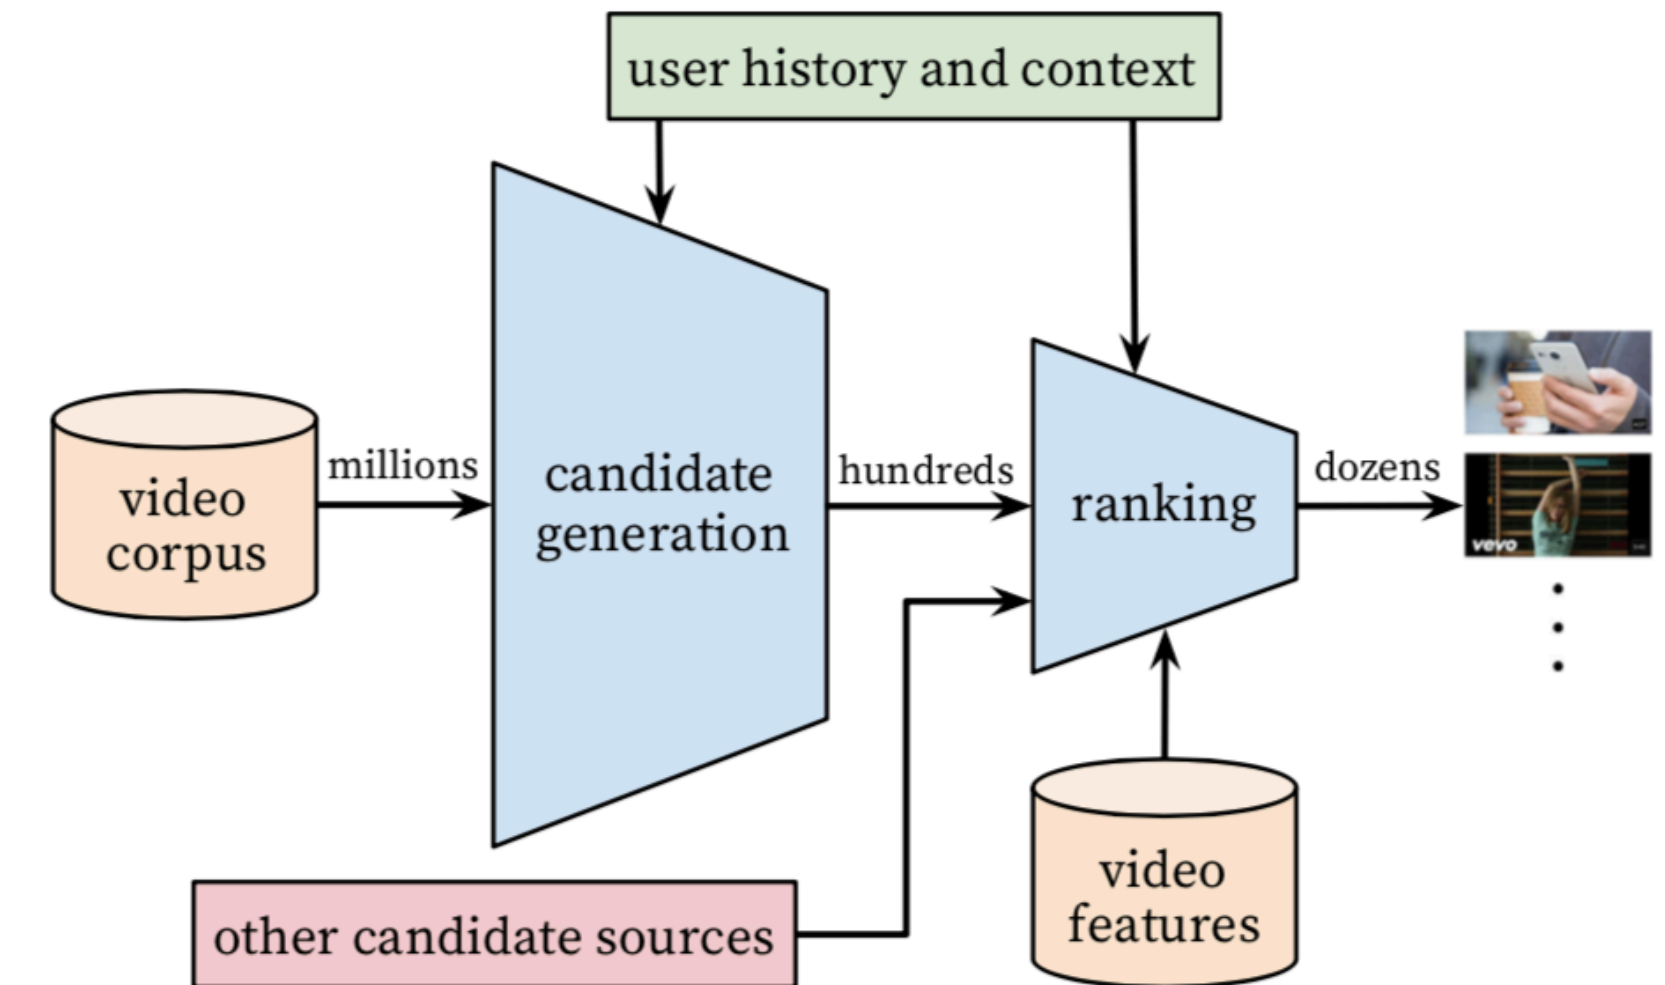 user history and context
video
corpus
millions
candidate
generation
hundreds
ranking
dozens
vevo
other candidate sources
video
features